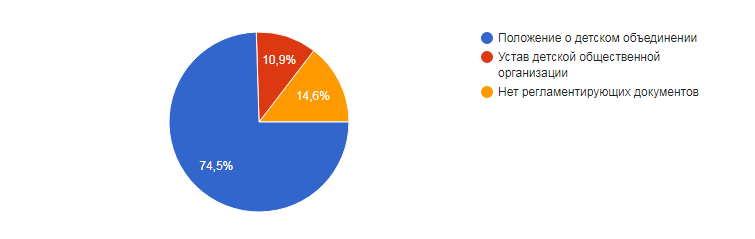 10,9%
14,6%
74,5%
Положение о детском объединении
Устав детской общественной
организации
Нет регламентирующих документов